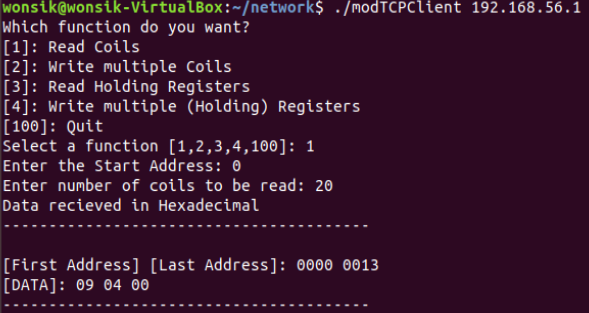 wonsik@wonsik-VirtualBox:~/network$ ./modTCPClient 192.168.56.1
Which function do you want?
[1]: Read Coils
[2]: Write multiple Coils
[3]: Read Holding Registers
[4]: Write multiple (Holding) Registers
[100]: Quit
Select a function [1,2,3,4,100]: 1
Enter the Start Address: 0
Enter number of coils to be read: 20
Data recieved in Hexadecimal
----------------------------------------
[First Address] [Last Address]: 0000 0013
[DATA]: 09 04 00
----------------------------------------